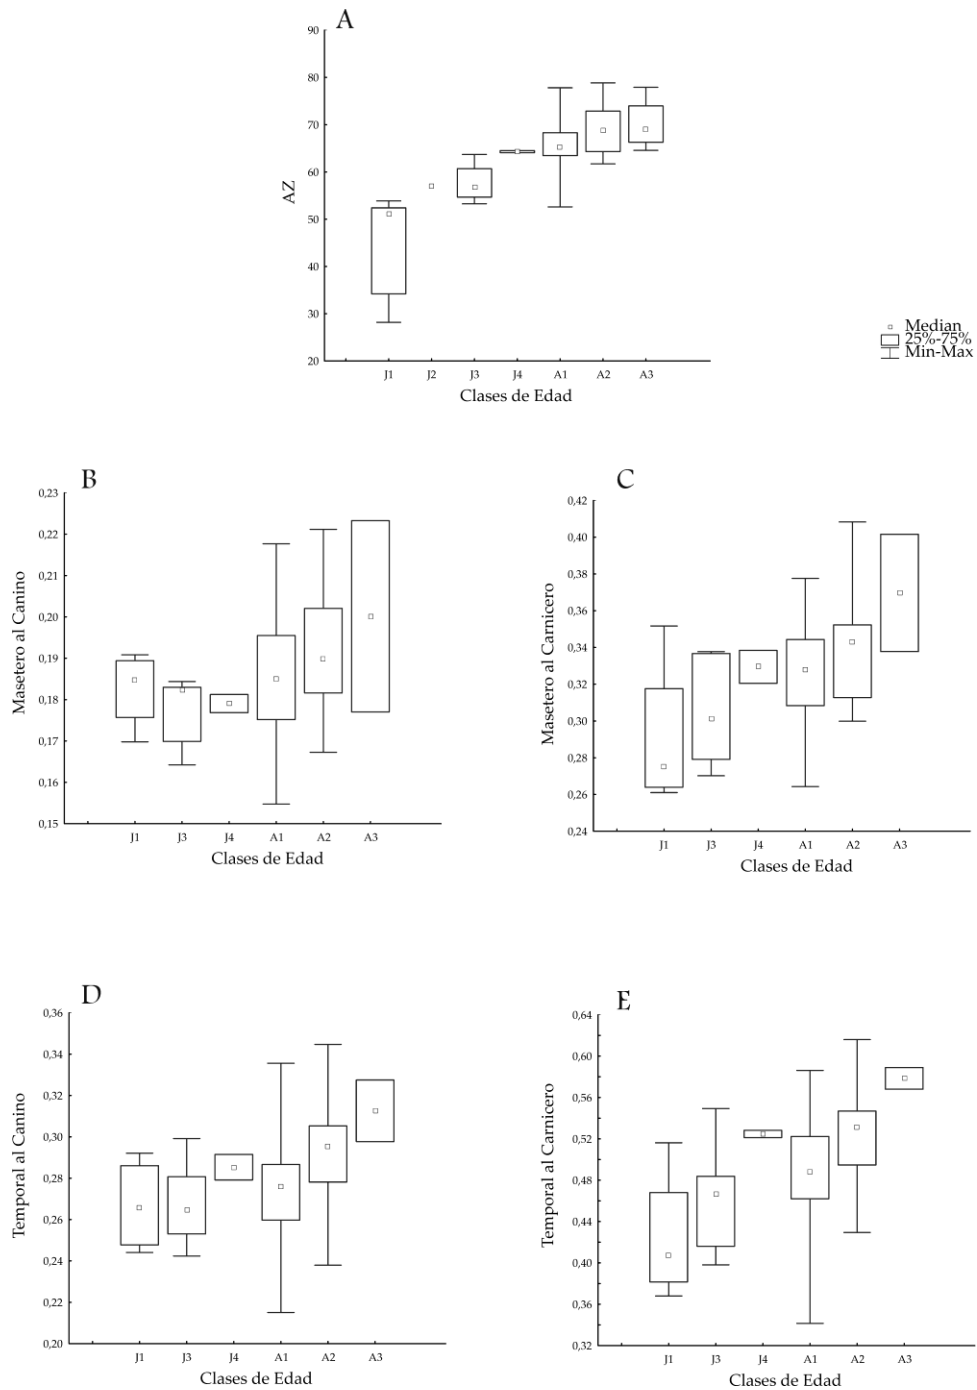 A
90
80
70
60
50
40
30
20
AZ
J1 J2 J3 J4 A1 A2 A3
Clases de Edad
Median
25%-75%
Min-Max
B
0,23
0,22
0,21
0,20
0,19
0,18
0,17
0,16
0,15
Masetero al Canino
J1 J3 J4 A1 A2 A3
Clases de Edad
C
0,42
0,40
0,38
0,36
0,34
0,32
0,30
0,28
0,26
0,24
Masetero al Carnicero
J1 J3 J4 A1 A2 A3
Clases de Edad
D
0,36
0,34
0,32
0,30
0,28
0,26
0,24
0,22
0,20
Temporal al Canino
J1 J3 J4 A1 A2 A3
Clases de Edad
E
0,64
0,60
0,56
0,52
0,48
0,44
0,40
0,36
0,32
Temporal al Carnicero
J1 J3 J4 A1 A2 A3
Clases de Edad